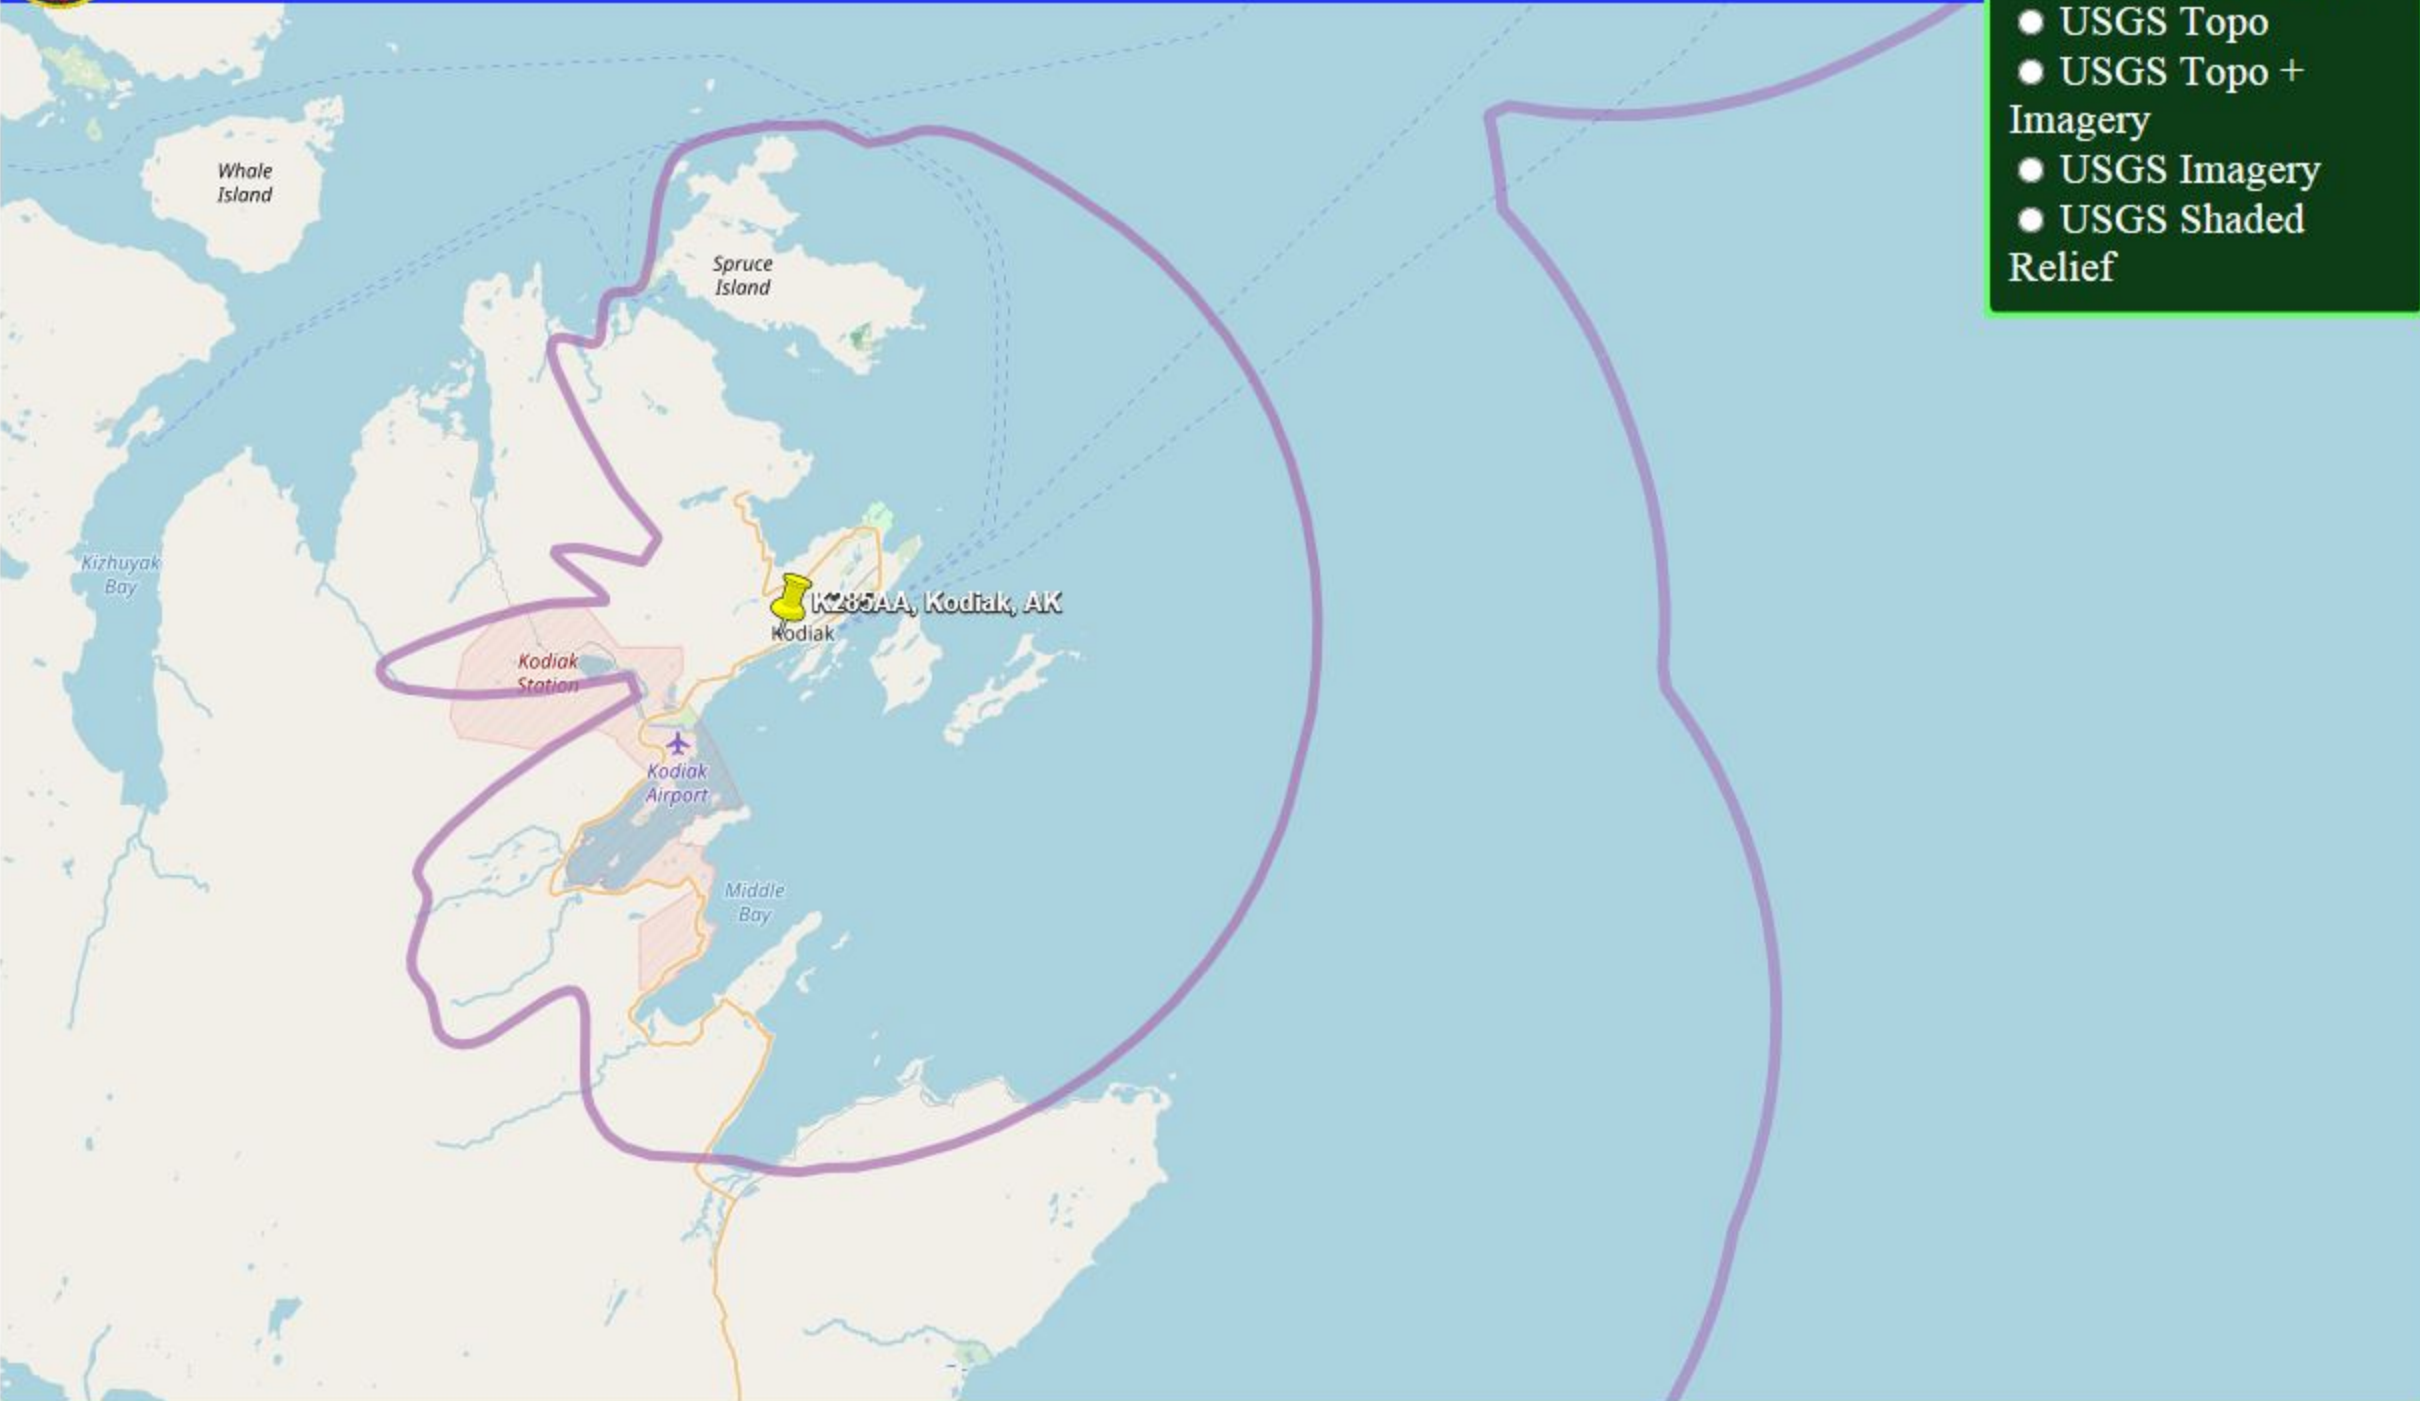 USGS Topo
USGS Topo +
Imagery
USGS Imagery
USGS Shaded
Relief
Whale
Island
Spruce
Island
Kizhuyak
Bay
K285AA, Kodiak, AK
Kodiak
Kodiak
Station
Kodiak
Airport
Middle
Bay